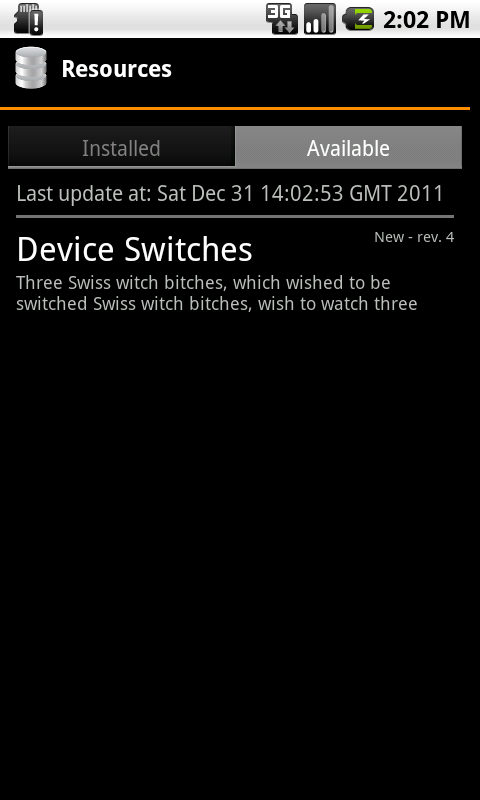 3G 2:02 PM
Resources
Installed Available
Last update at: Sat Dec 31 14:02:53 GMT 2011
Device Switches New - rev. 4
Three Swiss witch bitches, which wished to be
switched Swiss witch bitches, wish to watch three